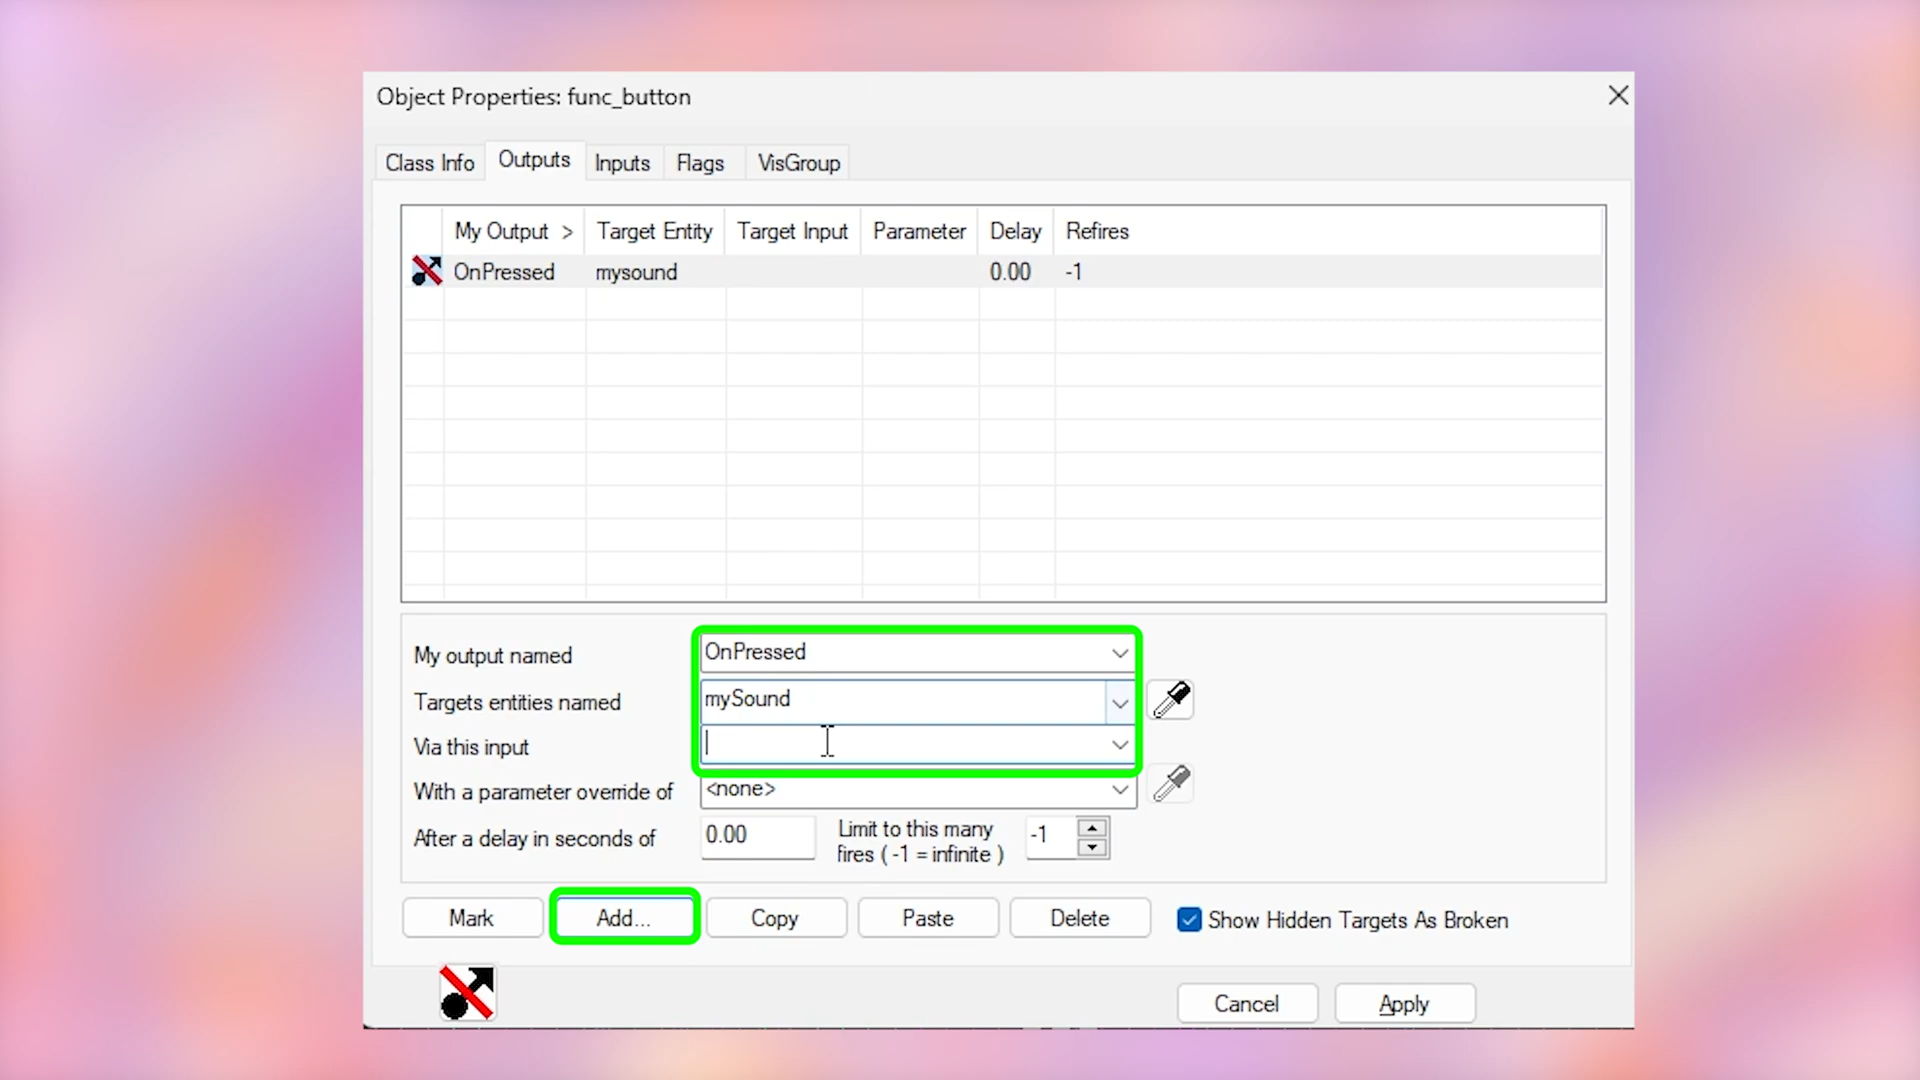 Object Properties: func_button
Class Info Outputs Inputs Flags VisGroup
My Output > Target Entity Target Input Parameter Delay Refires
OnPressed mysound 0.00 -1
My output named OnPressed
Targets entities named mySound
Via this input
With a parameter override of <none>
After a delay in seconds of 0.00 Limit to this many fires ( -1 = infinite ) -1
Mark Add... Copy Paste Delete Show Hidden Targets As Broken
Cancel Apply